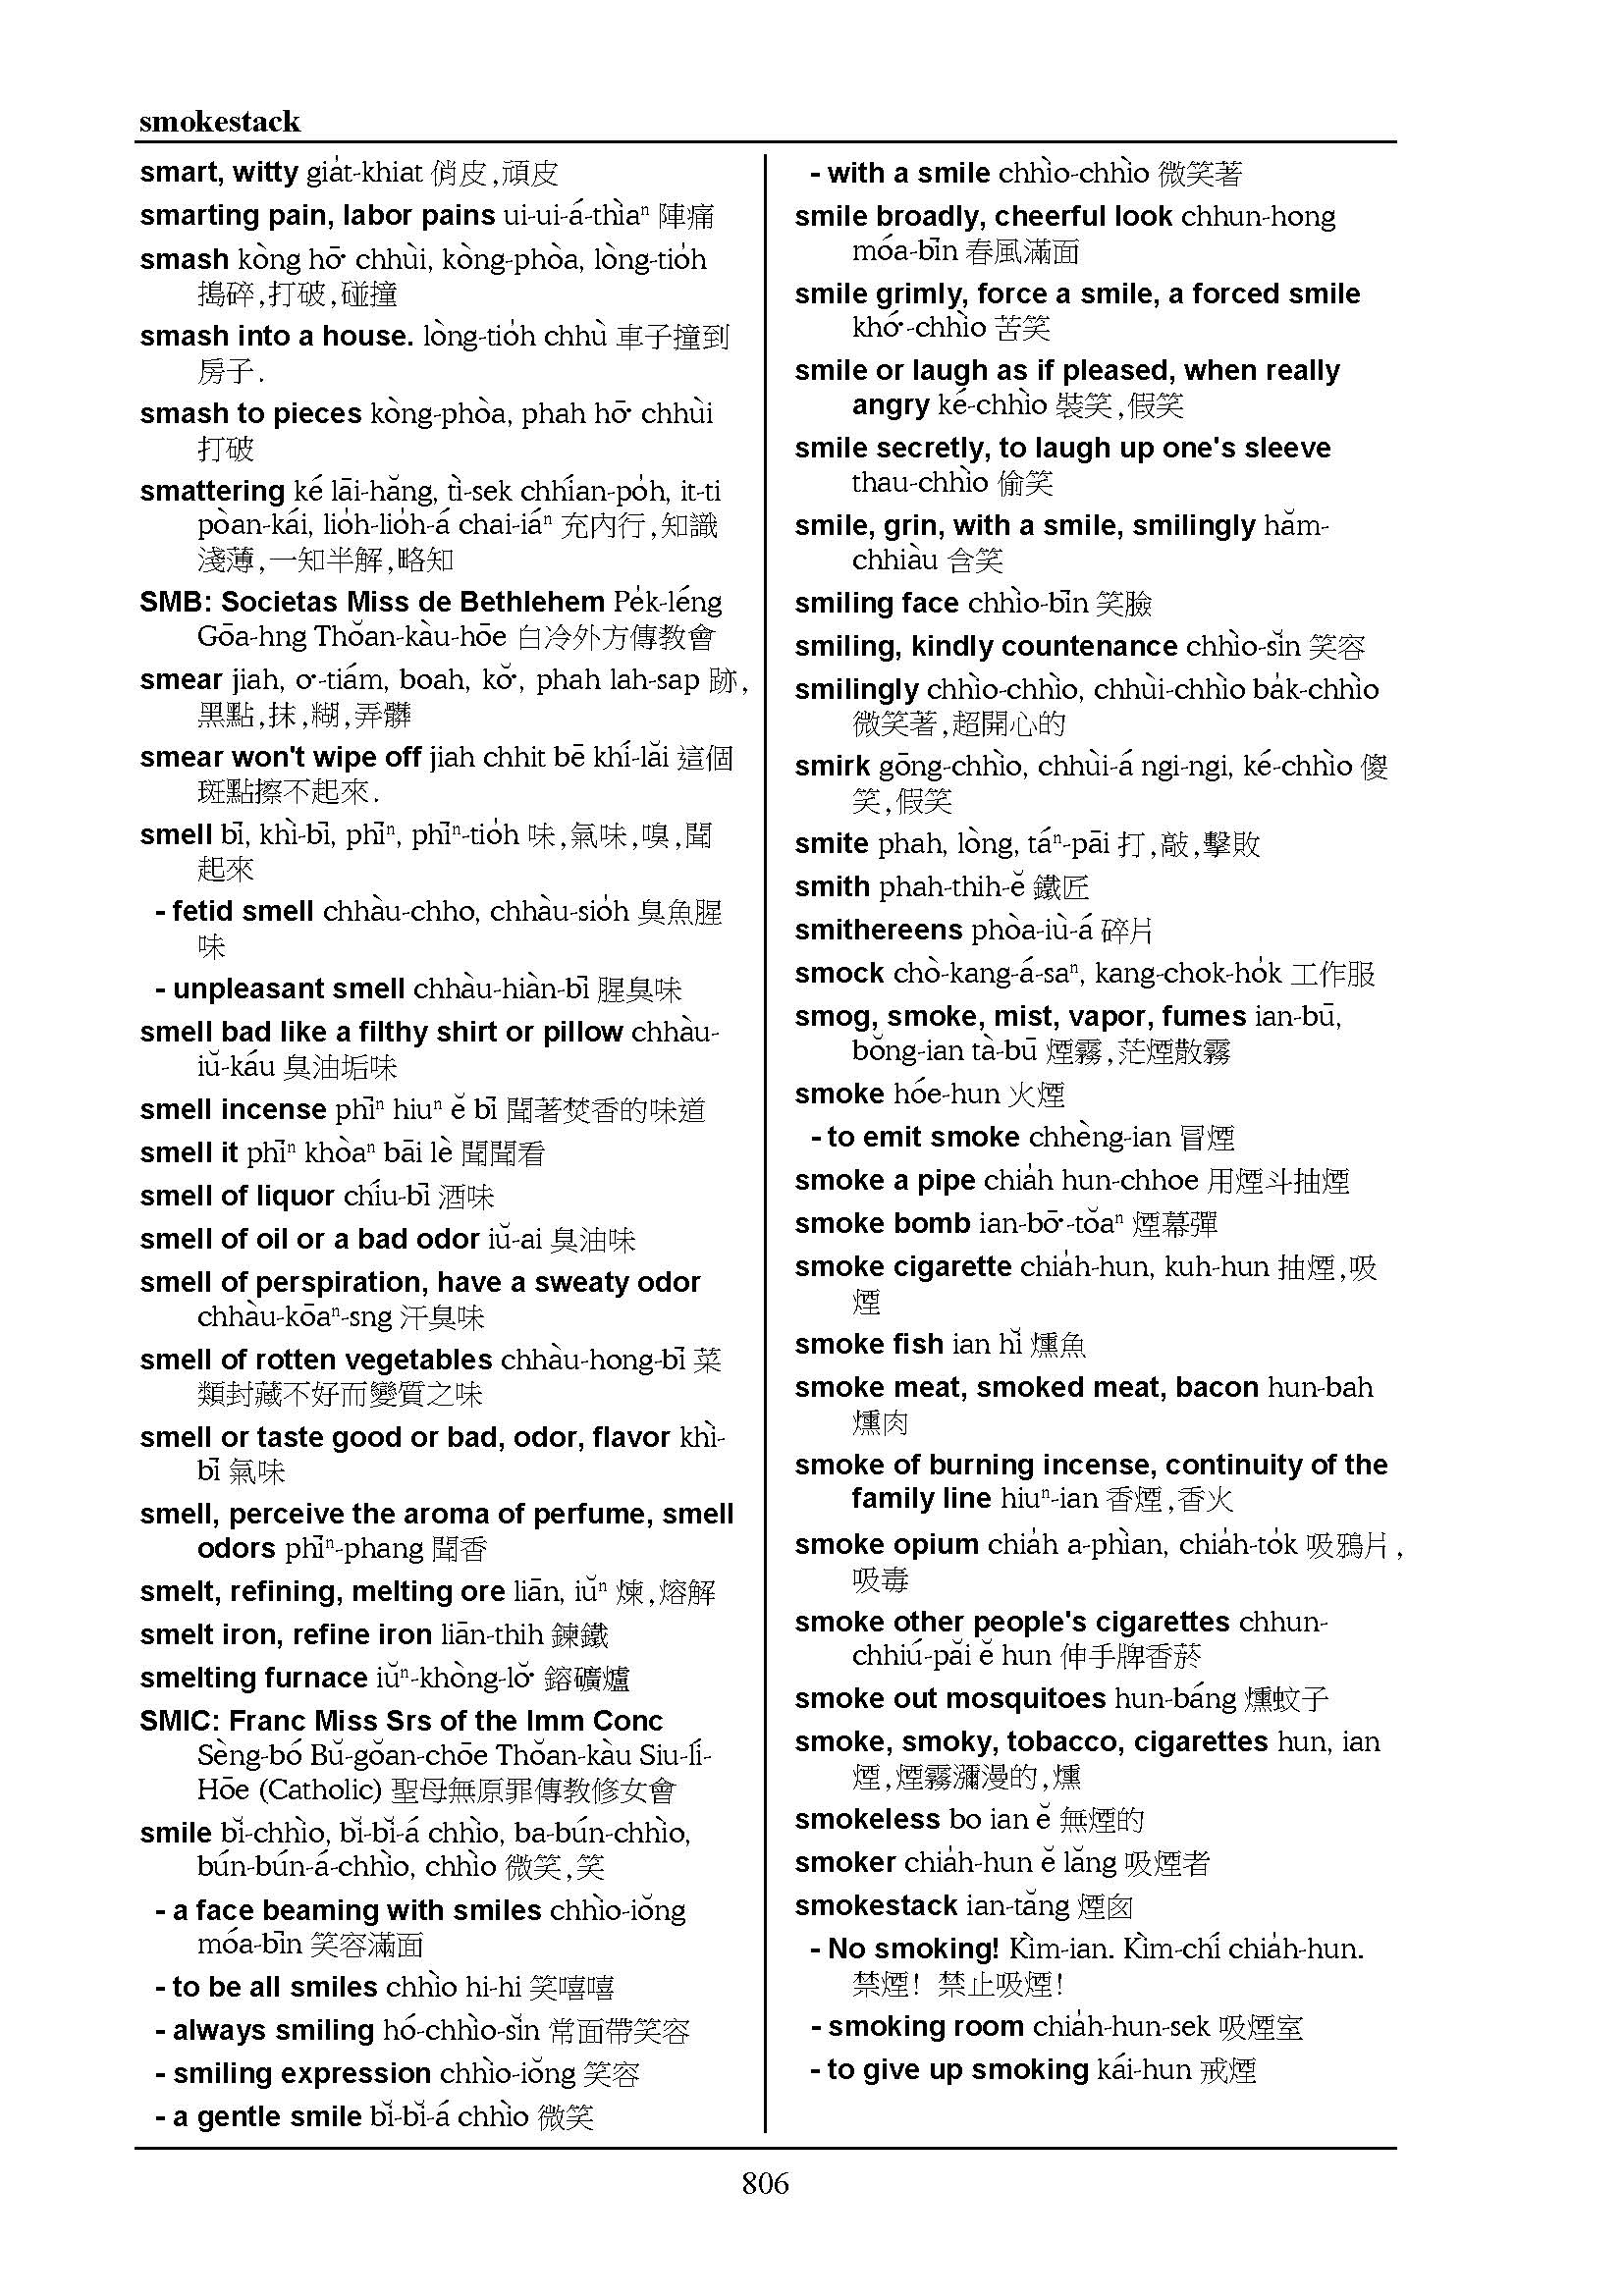 smokestack
smart, witty gia̍t-khiat 俏皮,頑皮
smarting pain, labor pains ui-ui-á-thìaⁿ 陣痛
smash kòng hō͘ chhùi, kòng-phòa, lòng-tio̍h
搗碎,打破,碰撞
smash into a house. lòng-tio̍h chhù 車子撞到
房子.
smash to pieces kòng-phòa, phah hō͘ chhùi
打破
smattering ké lāi-hăng, tì-sek chhían-po̍h, it-ti
pòan-kái, lio̍h-lio̍h-á chai-iáⁿ 充內行,知識
淺薄,一知半解,略知
SMB: Societas Miss de Bethlehem Pe̍k-léng
Gōa-hng Thŏan-kàu-hōe 白冷外方傳教會
smear jiah, o͘-tiám, boah, kŏ͘, phah lah-sap 跡,
黑點,抹,糊,弄髒
smear won't wipe off jiah chhit bē khí-lăi 這個
斑點擦不起來.
smell bī, khì-bī, phīⁿ, phīⁿ-tio̍h 味,氣味,嗅,聞
起來
- fetid smell chhàu-chho, chhàu-sio̍h 臭魚腥
味
- unpleasant smell chhàu-hiàn-bī 腥臭味
smell bad like a filthy shirt or pillow chhàu-
iŭ-káu 臭油垢味
smell incense phīⁿ hiuⁿ ĕ bī 聞著焚香的味道
smell it phīⁿ khòaⁿ bāi lè 聞聞看
smell of liquor chíu-bī 酒味
smell of oil or a bad odor iŭ-ai 臭油味
smell of perspiration, have a sweaty odor
chhàu-kōaⁿ-sng 汗臭味
smell of rotten vegetables chhàu-hong-bī 菜
類封藏不好而變質之味
smell or taste good or bad, odor, flavor khì-
bī 氣味
smell, perceive the aroma of perfume, smell
odors phīⁿ-phang 聞香
smelt, refining, melting ore liān, iŭⁿ 煉,熔解
smelt iron, refine iron liān-thih 鍊鐵
smelting furnace iŭⁿ-khòng-lŏ͘ 鎔礦爐
SMIC: Franc Miss Srs of the Imm Conc
Sèng-bó Bŭ-gŏan-chōe Thŏan-kàu Siu-lí-
Hōe (Catholic) 聖母無原罪傳教修女會
smile bĭ-chhìo, bĭ-bĭ-á chhìo, ba-bún-chhìo,
bún-bún-á-chhìo, chhìo 微笑,笑
- a face beaming with smiles chhìo-iŏng
móa-bīn 笑容滿面
- to be all smiles chhìo hi-hi 笑嘻嘻
- always smiling hó-chhìo-sĭn 常面帶笑容
- smiling expression chhìo-iŏng 笑容
- a gentle smile bĭ-bĭ-á chhìo 微笑
- with a smile chhìo-chhìo 微笑著
smile broadly, cheerful look chhun-hong
móa-bīn 春風滿面
smile grimly, force a smile, a forced smile
khó͘-chhìo 苦笑
smile or laugh as if pleased, when really
angry ké-chhìo 裝笑,假笑
smile secretly, to laugh up one's sleeve
thau-chhìo 偷笑
smile, grin, with a smile, smilingly hăm-
chhiàu 含笑
smiling face chhìo-bīn 笑臉
smiling, kindly countenance chhìo-sĭn 笑容
smilingly chhìo-chhìo, chhùi-chhìo ba̍k-chhìo
微笑著,超開心的
smirk gōng-chhìo, chhùi-á ngi-ngi, ké-chhìo 傻
笑,假笑
smite phah, lòng, táⁿ-pāi 打,敲,擊敗
smith phah-thih-ĕ 鐵匠
smithereens phòa-iù-á 碎片
smock chò-kang-á-saⁿ, kang-chok-ho̍k 工作服
smog, smoke, mist, vapor, fumes ian-bū,
bŏng-ian tà-bū 煙霧,茫煙散霧
smoke hóe-hun 火煙
- to emit smoke chhèng-ian 冒煙
smoke a pipe chia̍h hun-chhoe 用煙斗抽煙
smoke bomb ian-bō͘-tŏaⁿ 煙幕彈
smoke cigarette chia̍h-hun, kuh-hun 抽煙,吸
煙
smoke fish ian hĭ 燻魚
smoke meat, smoked meat, bacon hun-bah
燻肉
smoke of burning incense, continuity of the
family line hiuⁿ-ian 香煙,香火
smoke opium chia̍h a-phìan, chia̍h-to̍k 吸鴉片,
吸毒
smoke other people's cigarettes chhun-
chhiú-păi ĕ hun 伸手牌香菸
smoke out mosquitoes hun-báng 燻蚊子
smoke, smoky, tobacco, cigarettes hun, ian
煙,煙霧瀰漫的,燻
smokeless bo ian ĕ 無煙的
smoker chia̍h-hun ĕ lăng 吸煙者
smokestack ian-tăng 煙囪
- No smoking! Kìm-ian. Kìm-chí chia̍h-hun.
禁煙! 禁止吸煙!
- smoking room chia̍h-hun-sek 吸煙室
- to give up smoking kái-hun 戒煙
806